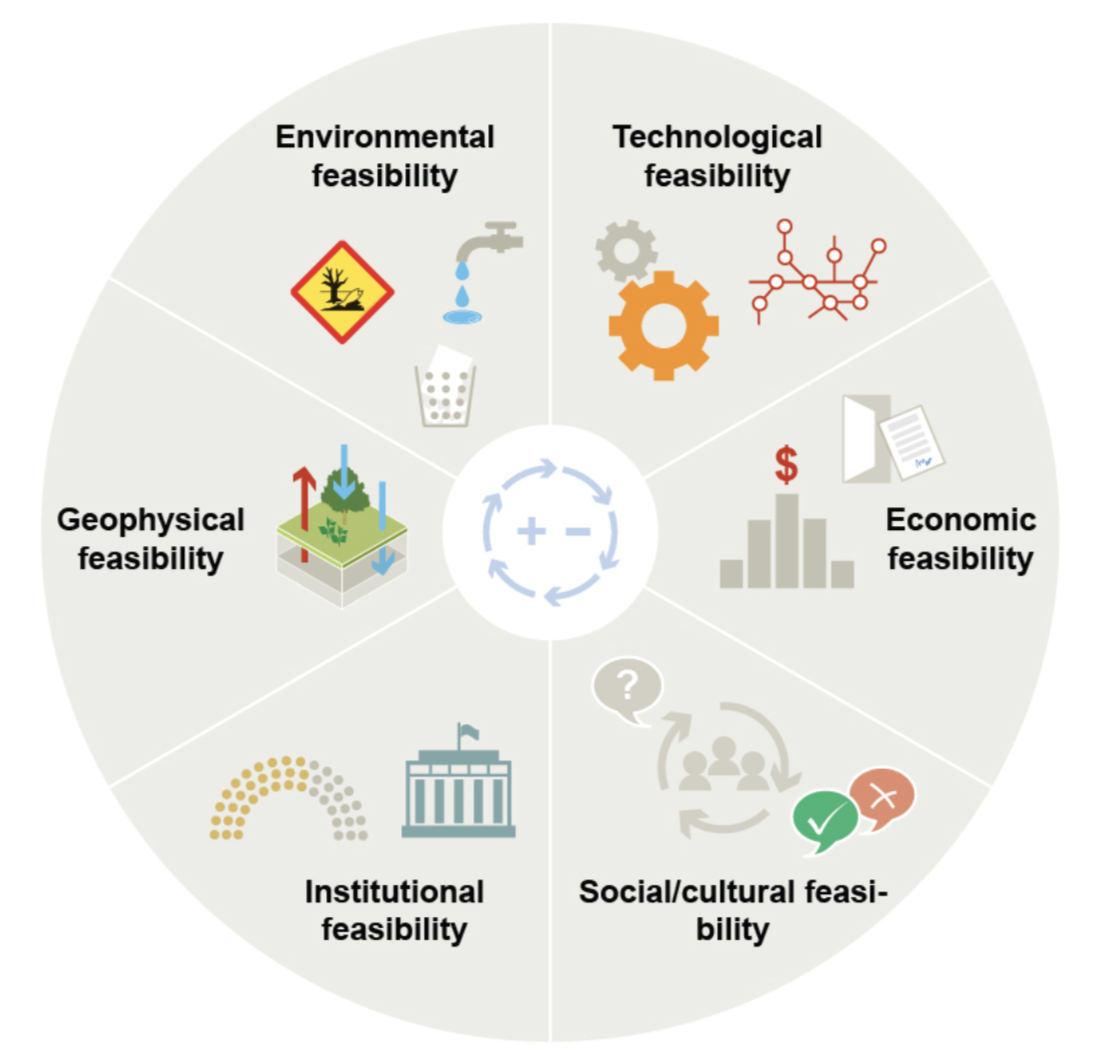 Environmental
feasibility
Technological
feasibility
$
Economic
feasibility
Geophysical
feasibility
+ −
?
Institutional
feasibility
Social/cultural feasi-
bility